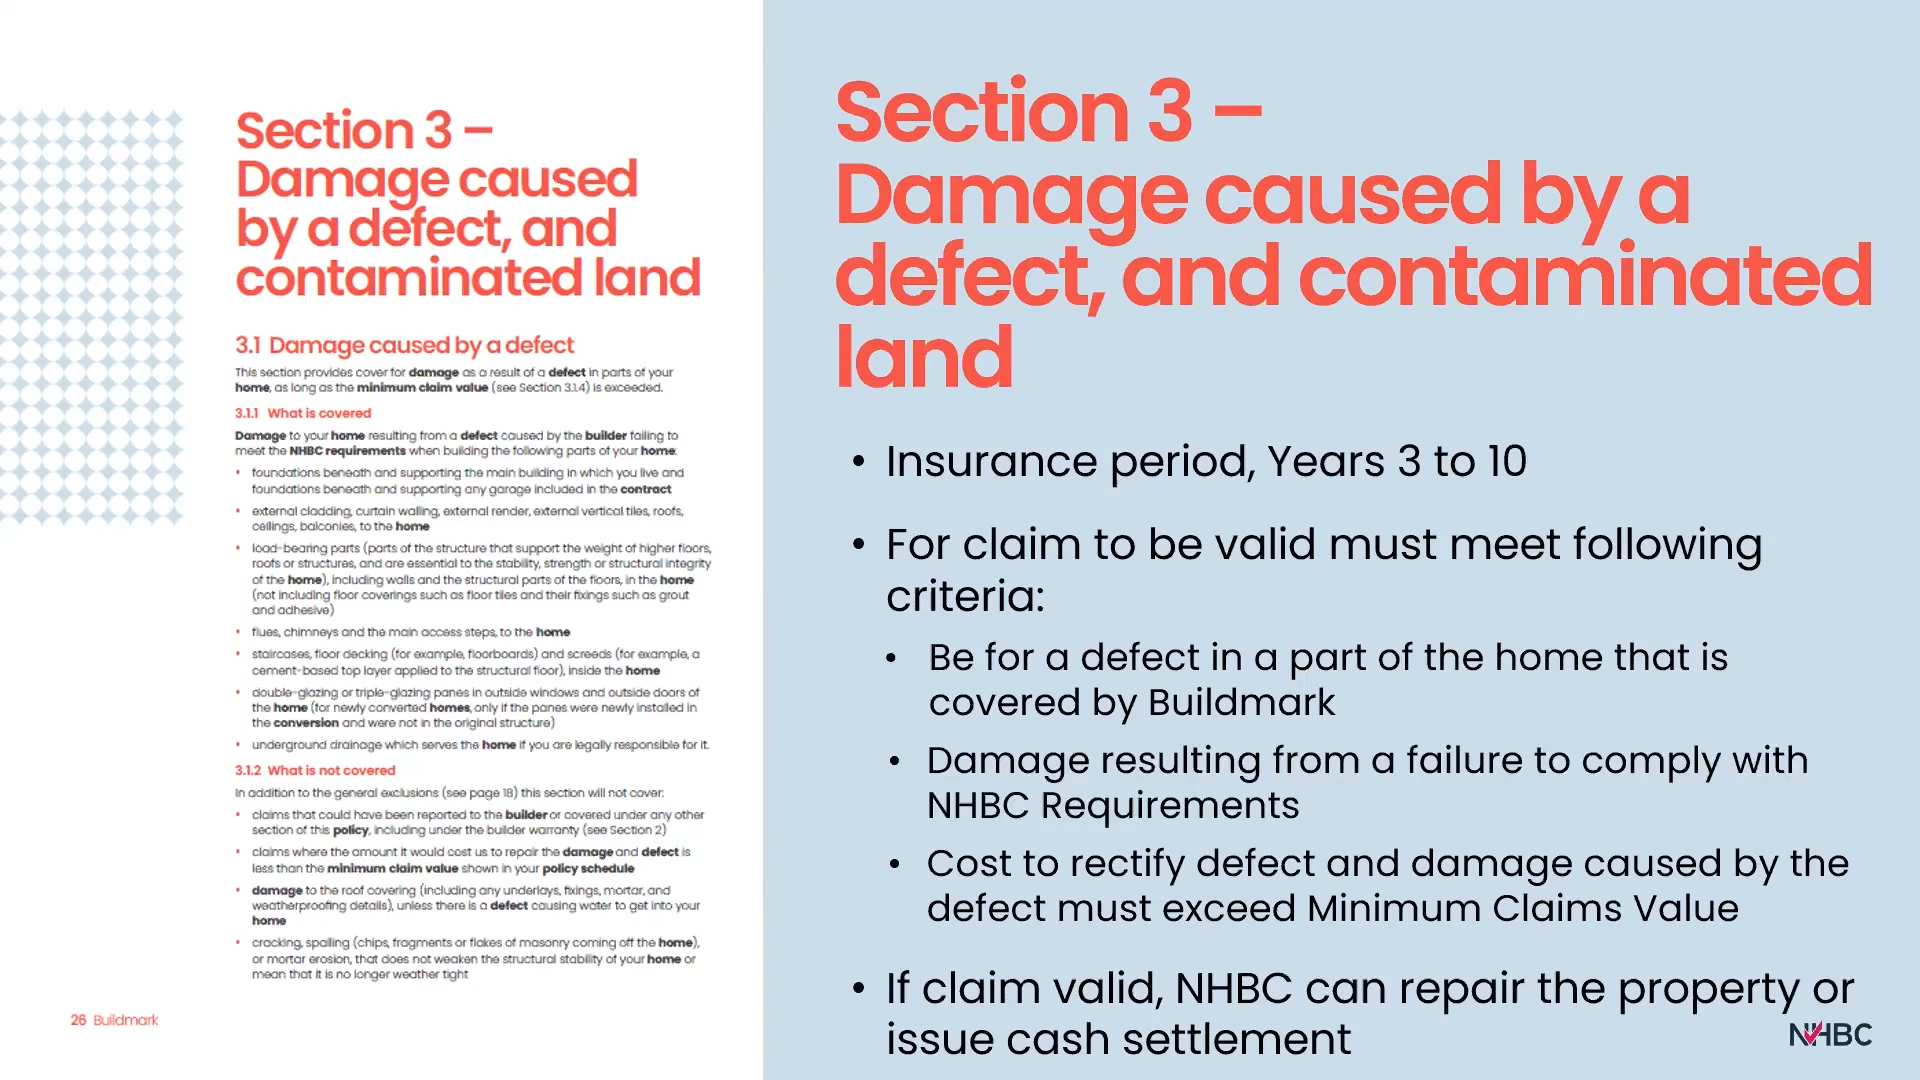 Section 3 –
Damage caused
by a defect, and
contaminated land
3.1 Damage caused by a defect
This section provides cover for damage as a result of a defect in parts of your
home, as long as the minimum claim value (see Section 3.1.4) is exceeded.
3.1.1 What is covered
Damage to your home resulting from a defect caused by the builder failing to
meet the NHBC requirements when building the following parts of your home:
• foundations beneath and supporting the main building in which you live and
foundations beneath and supporting any garage included in the contract
• external cladding, curtain walling, external render, external vertical tiles, roofs,
ceilings, balconies, to the home
• load-bearing parts (parts of the structure that support the weight of higher floors,
roofs or structures, and are essential to the stability, strength or structural integrity
of the home), including walls and the structural parts of the floors, in the home
(not including floor coverings such as floor tiles and their fixings such as grout
and adhesive)
• flues, chimneys and the main access steps, to the home
• staircases, floor decking (for example, floorboards) and screeds (for example, a
cement-based top layer applied to the structural floor), inside the home
• double-glazing or triple-glazing panes in outside windows and outside doors of
the home (for newly converted homes, only if the panes were newly installed in
the conversion and were not in the original structure)
• underground drainage which serves the home if you are legally responsible for it.
3.1.2 What is not covered
In addition to the general exclusions (see page 18) this section will not cover:
• claims that could have been reported to the builder or covered under any other
section of this policy, including under the builder warranty (see Section 2)
• claims where the amount it would cost us to repair the damage and defect is
less than the minimum claim value shown in your policy schedule
• damage to the roof covering (including any underlays, fixings, mortar, and
weatherproofing details), unless there is a defect causing water to get into your
home
• cracking, spalling (chips, fragments or flakes of masonry coming off the home),
or mortar erosion, that does not weaken the structural stability of your home or
mean that it is no longer weather tight
26 Buildmark
Section 3 –
Damage caused by a
defect, and contaminated
land
• Insurance period, Years 3 to 10
• For claim to be valid must meet following
criteria:
• Be for a defect in a part of the home that is
covered by Buildmark
• Damage resulting from a failure to comply with
NHBC Requirements
• Cost to rectify defect and damage caused by the
defect must exceed Minimum Claims Value
• If claim valid, NHBC can repair the property or
issue cash settlement
NHBC